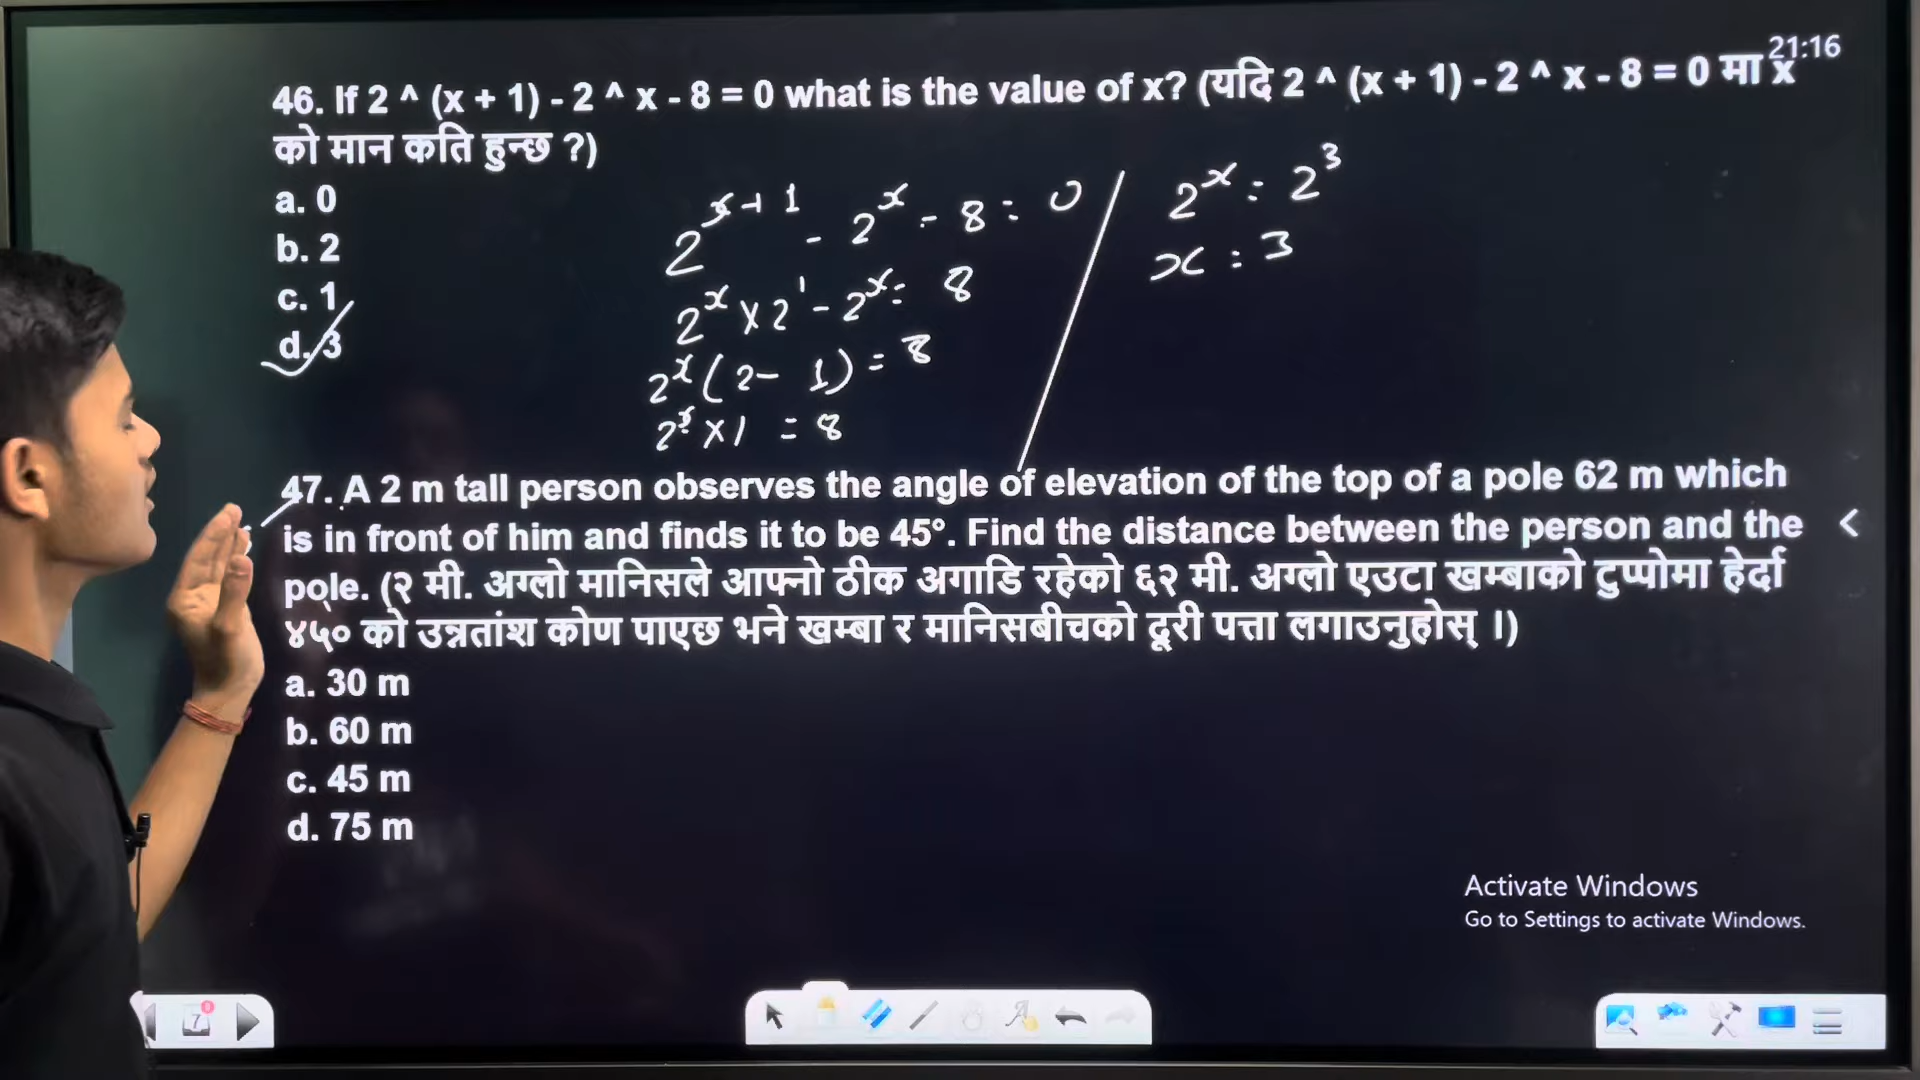 21:16
46. If 2 ^ (x + 1) - 2 ^ x - 8 = 0 what is the value of x? (यदि 2 ^ (x + 1) - 2 ^ x - 8 = 0 मा x
को मान कति हुन्छ ?)
a. 0
b. 2
c. 1
d. 3
2^x+1 - 2^x - 8 = 0
2^x × 2^1 - 2^x = 8
2^x (2 - 1) = 8
2^x × 1 = 8
2^x = 2^3
x = 3
47. A 2 m tall person observes the angle of elevation of the top of a pole 62 m which
is in front of him and finds it to be 45°. Find the distance between the person and the
pole. (२ मी. अग्लो मानिसले आफ्नो ठीक अगाडि रहेको ६२ मी. अग्लो एउटा खम्बाको टुप्पोमा हेर्दा
४५० को उन्नतांश कोण पाएछ भने खम्बा र मानिसबीचको दूरी पत्ता लगाउनुहोस् ।)
a. 30 m
b. 60 m
c. 45 m
d. 75 m
Activate Windows
Go to Settings to activate Windows.
7